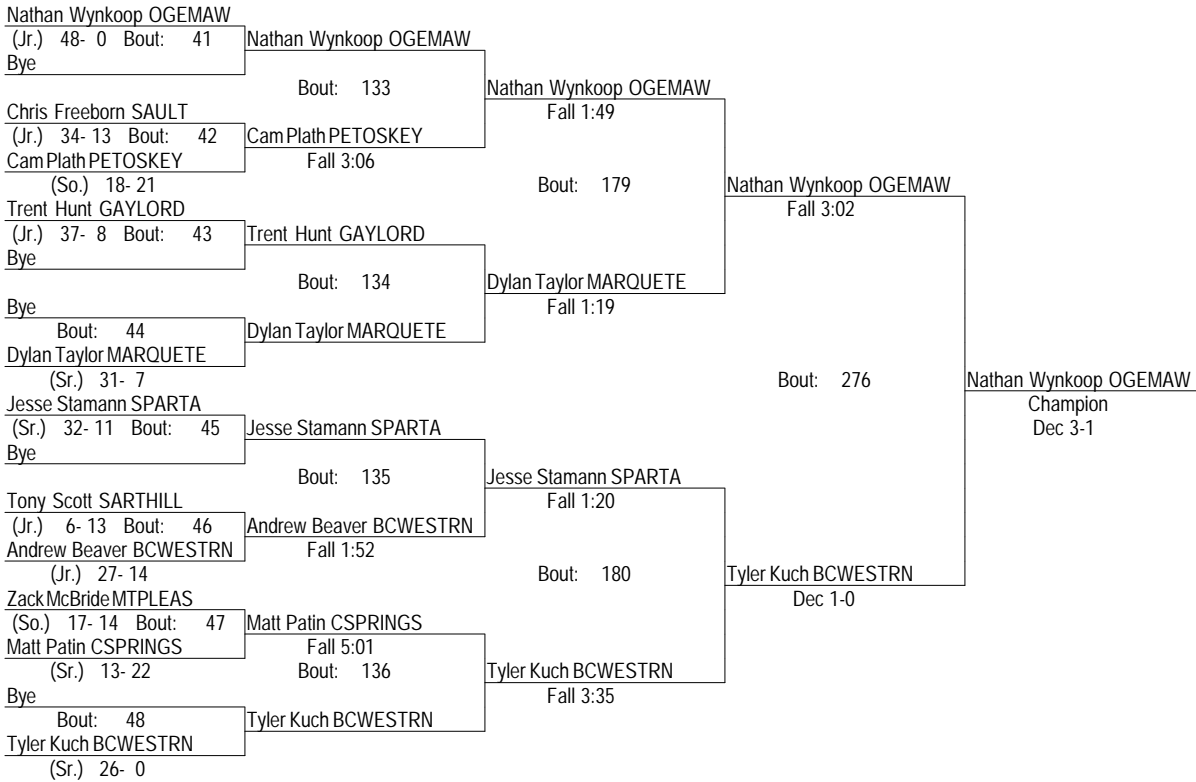 Nathan Wynkoop OGEMAW
(Jr.) 48- 0 Bout: 41
Bye
Nathan Wynkoop OGEMAW
Bout: 133
Chris Freeborn SAULT
(Jr.) 34- 13 Bout: 42
Cam Plath PETOSKEY
(So.) 18- 21
Cam Plath PETOSKEY
Fall 3:06
Nathan Wynkoop OGEMAW
Fall 1:49
Bout: 179
Trent Hunt GAYLORD
(Jr.) 37- 8 Bout: 43
Bye
Trent Hunt GAYLORD
Bout: 134
Bye
Bout: 44
Dylan Taylor MARQUETE
(Sr.) 31- 7
Dylan Taylor MARQUETE
Dylan Taylor MARQUETE
Fall 1:19
Nathan Wynkoop OGEMAW
Fall 3:02
Bout: 276
Jesse Stamann SPARTA
(Sr.) 32- 11 Bout: 45
Bye
Jesse Stamann SPARTA
Bout: 135
Tony Scott SARTHILL
(Jr.) 6- 13 Bout: 46
Andrew Beaver BCWESTRN
(Jr.) 27- 14
Andrew Beaver BCWESTRN
Fall 1:52
Jesse Stamann SPARTA
Fall 1:20
Bout: 180
Zack McBride MTPLEAS
(So.) 17- 14 Bout: 47
Matt Patin CSPRINGS
(Sr.) 13- 22
Matt Patin CSPRINGS
Fall 5:01
Bout: 136
Bye
Bout: 48
Tyler Kuch BCWESTRN
(Sr.) 26- 0
Tyler Kuch BCWESTRN
Tyler Kuch BCWESTRN
Fall 3:35
Tyler Kuch BCWESTRN
Dec 1-0
Nathan Wynkoop OGEMAW
Champion
Dec 3-1